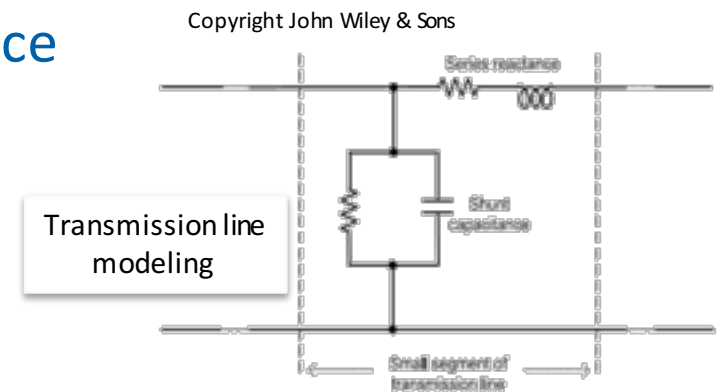 Copyright John Wiley & Sons
ce
Series reactance
Shunt
capacitance
Transmission line
modeling
Small segment of
transmission line